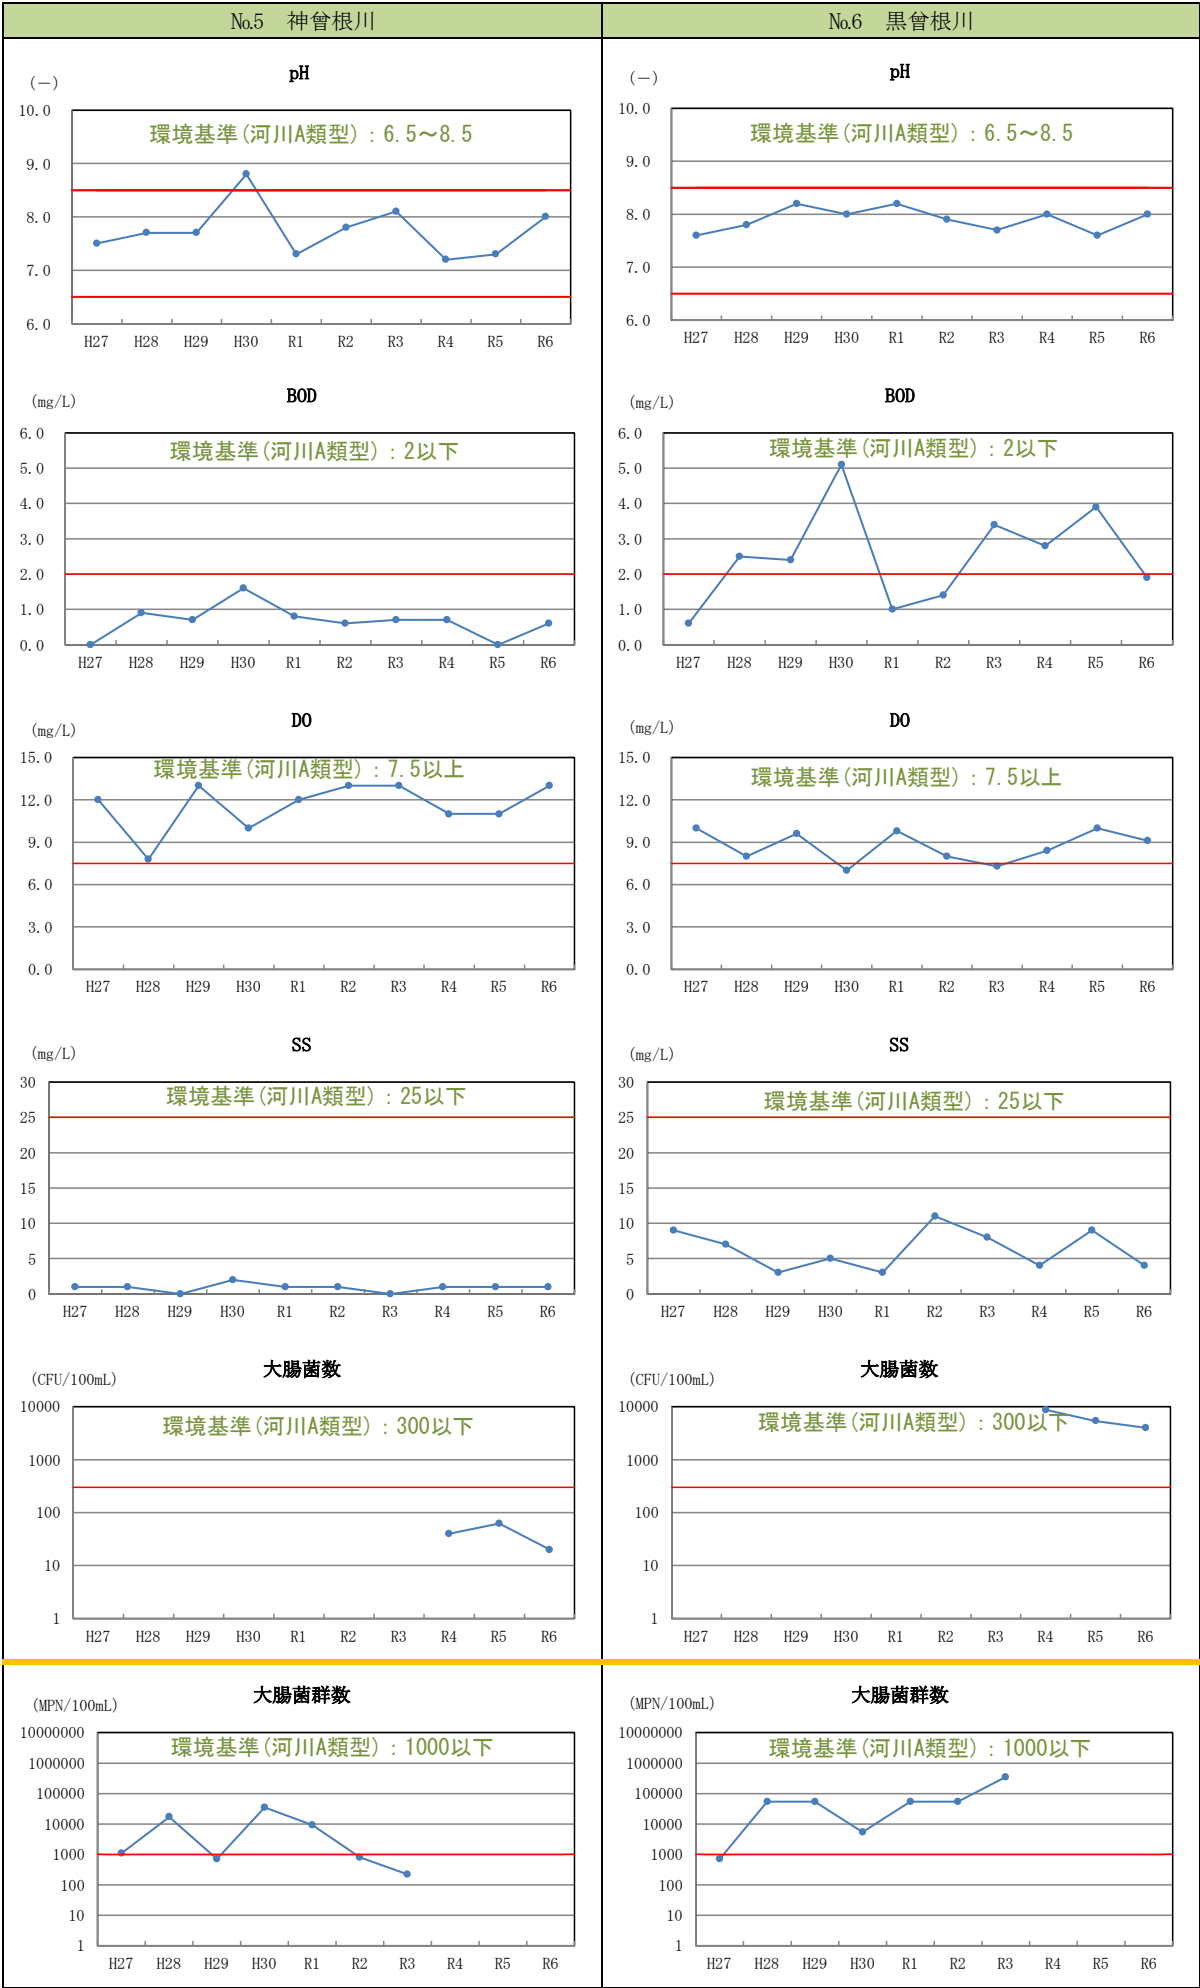 №5　神曾根川
№6　黒曾根川
pH
(－)
環境基準(河川A類型)：6.5～8.5
10.0
9.0
8.0
7.0
6.0
H27 H28 H29 H30 R1 R2 R3 R4 R5 R6
pH
(－)
環境基準(河川A類型)：6.5～8.5
10.0
9.0
8.0
7.0
6.0
H27 H28 H29 H30 R1 R2 R3 R4 R5 R6
BOD
(mg/L)
環境基準(河川A類型)：2以下
6.0
5.0
4.0
3.0
2.0
1.0
0.0
H27 H28 H29 H30 R1 R2 R3 R4 R5 R6
BOD
(mg/L)
環境基準(河川A類型)：2以下
6.0
5.0
4.0
3.0
2.0
1.0
0.0
H27 H28 H29 H30 R1 R2 R3 R4 R5 R6
DO
(mg/L)
環境基準(河川A類型)：7.5以上
15.0
12.0
9.0
6.0
3.0
0.0
H27 H28 H29 H30 R1 R2 R3 R4 R5 R6
DO
(mg/L)
環境基準(河川A類型)：7.5以上
15.0
12.0
9.0
6.0
3.0
0.0
H27 H28 H29 H30 R1 R2 R3 R4 R5 R6
SS
(mg/L)
環境基準(河川A類型)：25以下
30
25
20
15
10
5
0
H27 H28 H29 H30 R1 R2 R3 R4 R5 R6
SS
(mg/L)
環境基準(河川A類型)：25以下
30
25
20
15
10
5
0
H27 H28 H29 H30 R1 R2 R3 R4 R5 R6
大腸菌数
(CFU/100mL)
環境基準(河川A類型)：300以下
10000
1000
100
10
1
H27 H28 H29 H30 R1 R2 R3 R4 R5 R6
大腸菌数
(CFU/100mL)
環境基準(河川A類型)：300以下
10000
1000
100
10
1
H27 H28 H29 H30 R1 R2 R3 R4 R5 R6
大腸菌群数
(MPN/100mL)
環境基準(河川A類型)：1000以下
10000000
1000000
100000
10000
1000
100
10
1
H27 H28 H29 H30 R1 R2 R3 R4 R5 R6
大腸菌群数
(MPN/100mL)
環境基準(河川A類型)：1000以下
10000000
1000000
100000
10000
1000
100
10
1
H27 H28 H29 H30 R1 R2 R3 R4 R5 R6